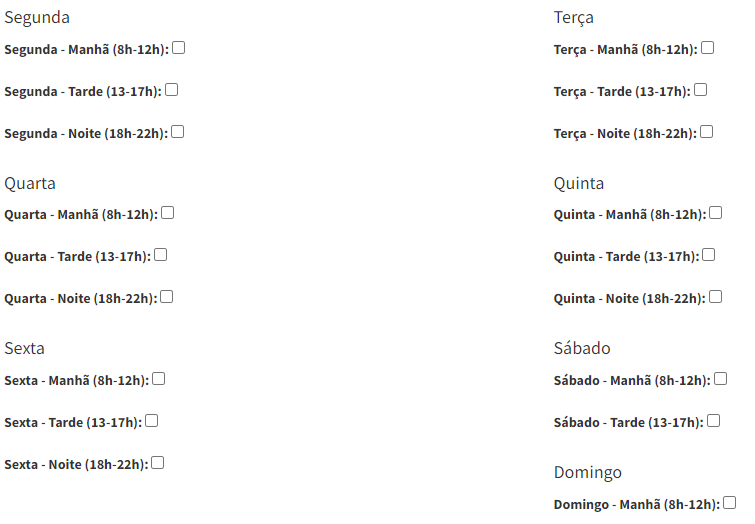 Segunda
Segunda - Manhã (8h-12h):
Segunda - Tarde (13-17h):
Segunda - Noite (18h-22h):
Terça
Terça - Manhã (8h-12h):
Terça - Tarde (13-17h):
Terça - Noite (18h-22h):
Quarta
Quarta - Manhã (8h-12h):
Quarta - Tarde (13-17h):
Quarta - Noite (18h-22h):
Quinta
Quinta - Manhã (8h-12h):
Quinta - Tarde (13-17h):
Quinta - Noite (18h-22h):
Sexta
Sexta - Manhã (8h-12h):
Sexta - Tarde (13-17h):
Sexta - Noite (18h-22h):
Sábado
Sábado - Manhã (8h-12h):
Sábado - Tarde (13-17h):
Domingo
Domingo - Manhã (8h-12h):